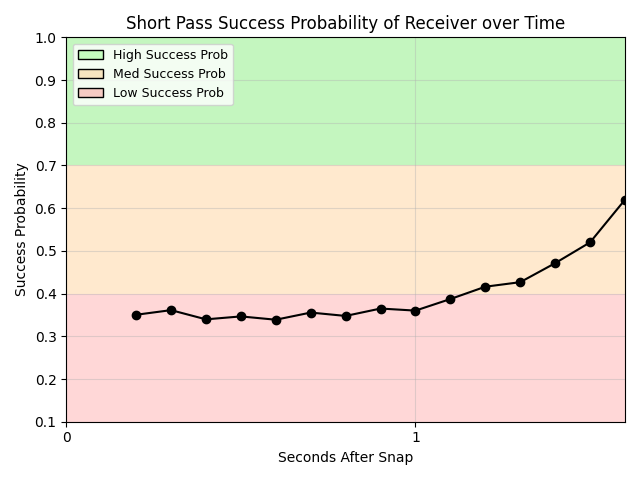 Short Pass Success Probability of Receiver over Time
High Success Prob
Med Success Prob
Low Success Prob
Success Probability
1.0
0.9
0.8
0.7
0.6
0.5
0.4
0.3
0.2
0.1
0
1
Seconds After Snap